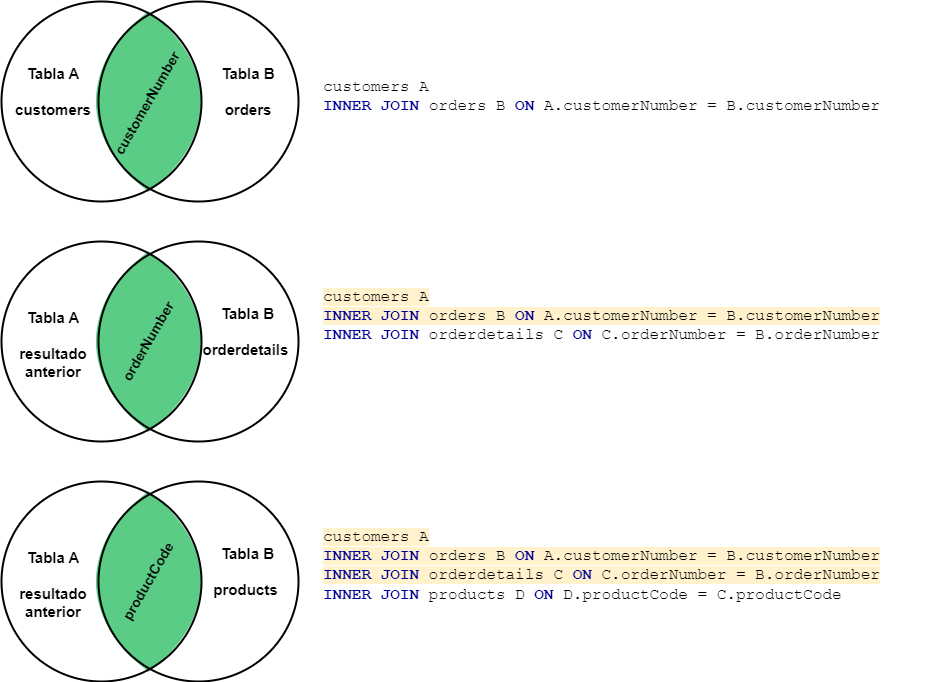 Tabla A
customers
customerNumber
Tabla B
orders
customers A
INNER JOIN orders B ON A.customerNumber = B.customerNumber
Tabla A
resultado
anterior
orderNumber
Tabla B
orderdetails
customers A
INNER JOIN orders B ON A.customerNumber = B.customerNumber
INNER JOIN orderdetails C ON C.orderNumber = B.orderNumber
Tabla A
resultado
anterior
productCode
Tabla B
products
customers A
INNER JOIN orders B ON A.customerNumber = B.customerNumber
INNER JOIN orderdetails C ON C.orderNumber = B.orderNumber
INNER JOIN products D ON D.productCode = C.productCode